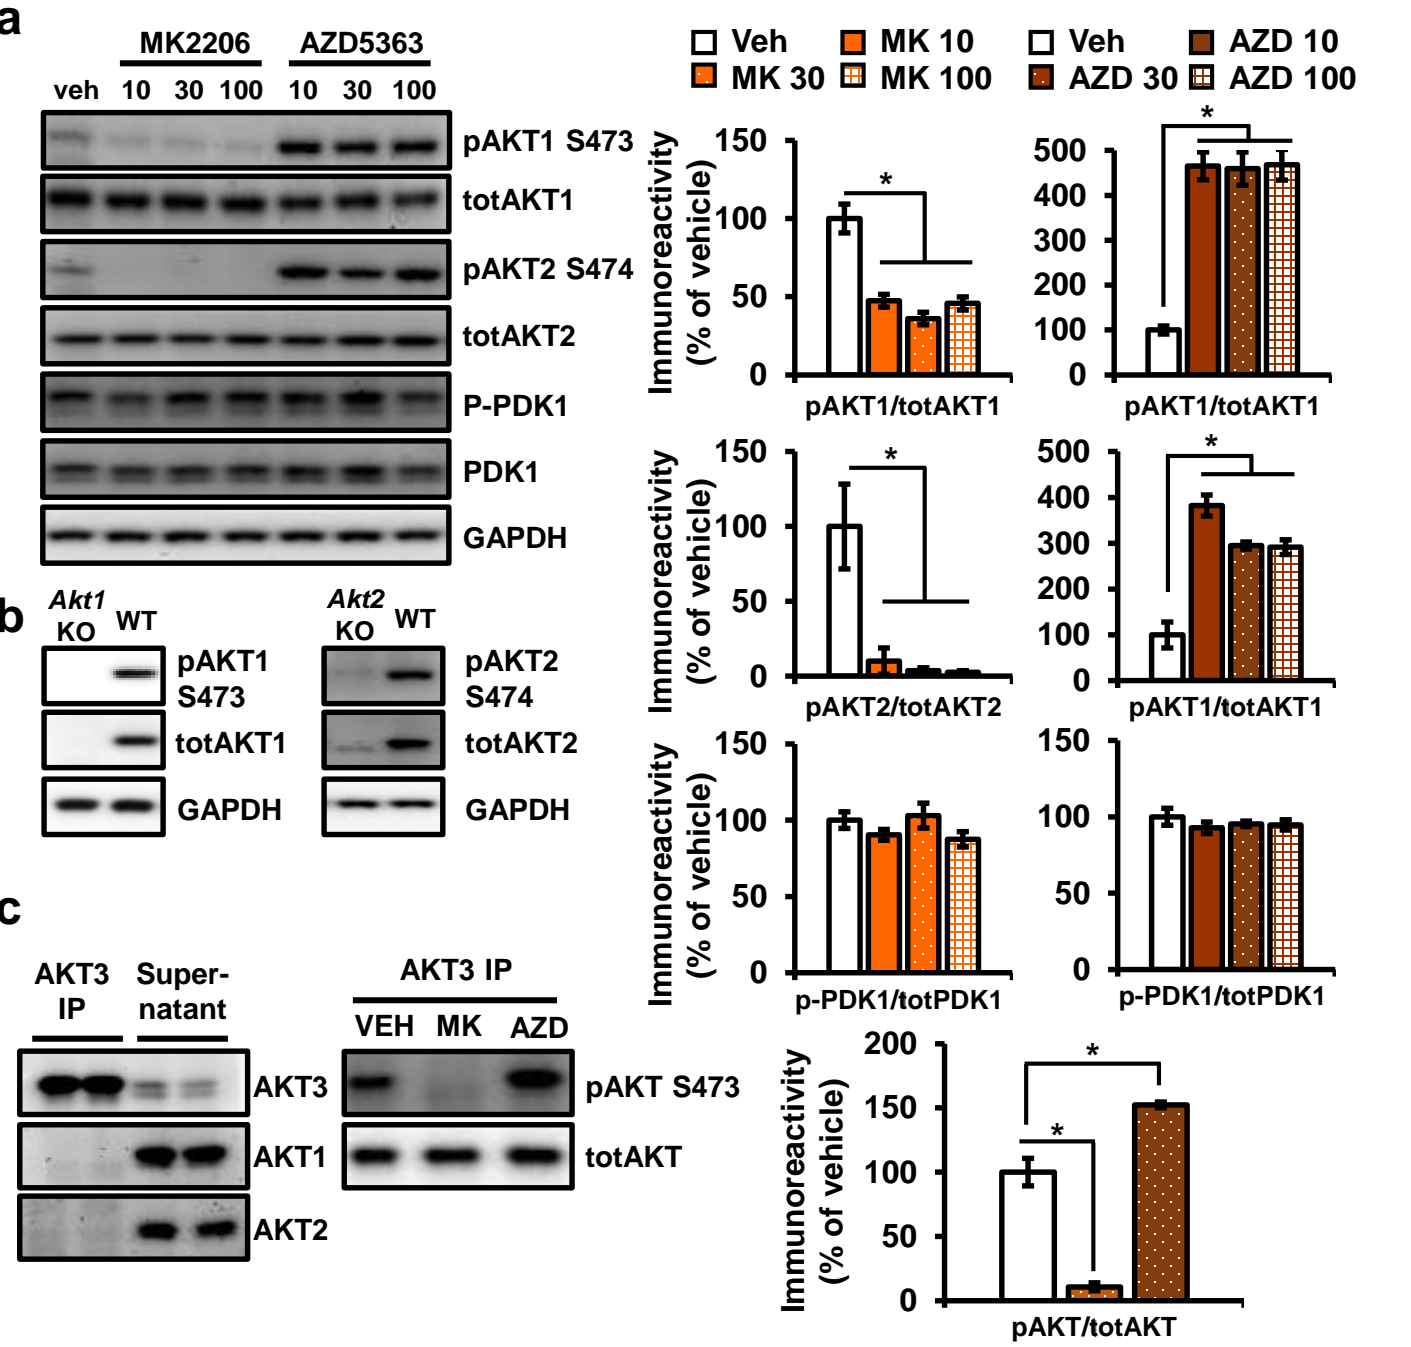 a
MK2206 AZD5363
veh 10 30 100 10 30 100
pAKT1 S473
totAKT1
pAKT2 S474
totAKT2
P-PDK1
PDK1
GAPDH
Veh MK 10
MK 30 MK 100
Veh AZD 10
AZD 30 AZD 100
Immunoreactivity
(% of vehicle)
150
100
50
0
*
pAKT1/totAKT1
500
400
300
200
100
0
*
pAKT1/totAKT1
Immunoreactivity
(% of vehicle)
150
100
50
0
*
pAKT2/totAKT2
500
400
300
200
100
0
*
pAKT1/totAKT1
Immunoreactivity
(% of vehicle)
150
100
50
0
p-PDK1/totPDK1
150
100
50
0
p-PDK1/totPDK1
b
Akt1
KO WT
pAKT1
S473
totAKT1
GAPDH
Akt2
KO WT
pAKT2
S474
totAKT2
GAPDH
c
AKT3
IP
Super-
natant
AKT3
AKT1
AKT2
AKT3 IP
VEH MK AZD
pAKT S473
totAKT
Immunoreactivity
(% of vehicle)
200
150
100
50
0
*
*
pAKT/totAKT